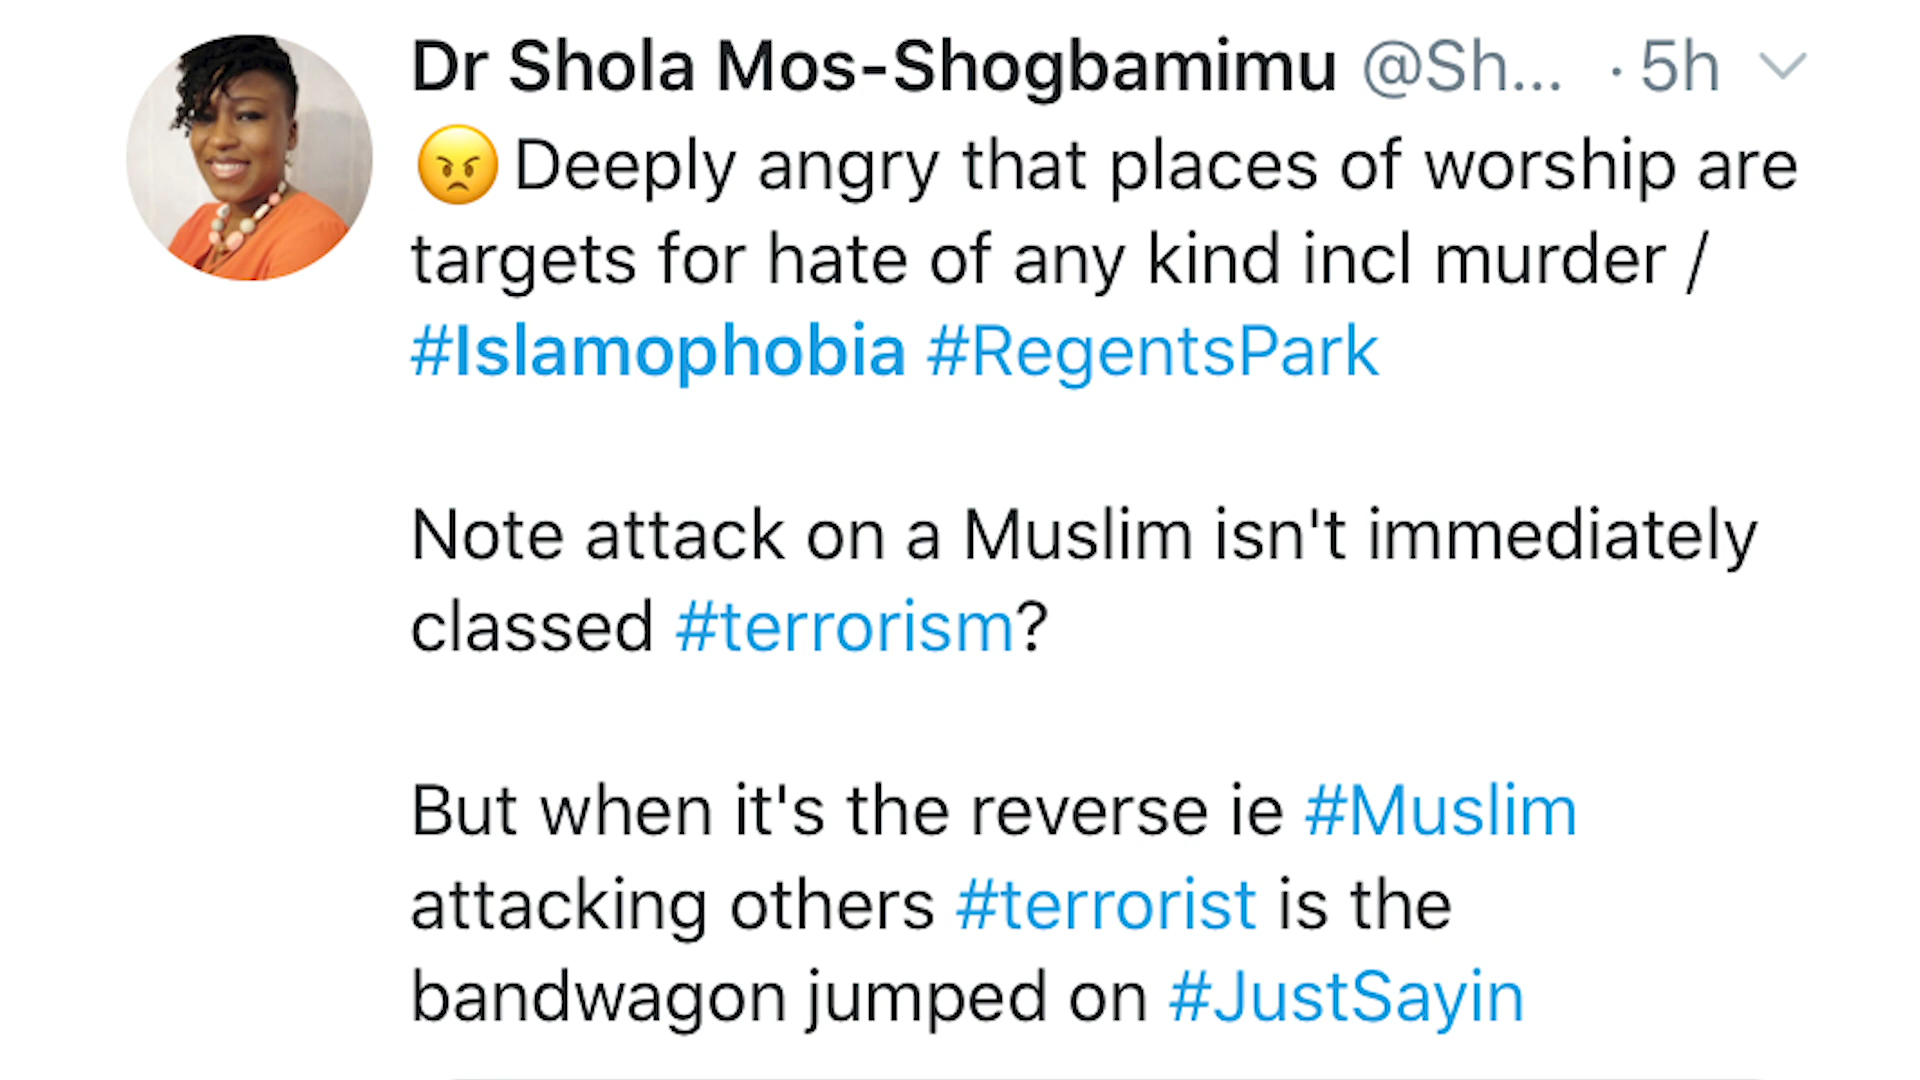 Dr Shola Mos-Shogbamimu @Sh... · 5h
😠 Deeply angry that places of worship are
targets for hate of any kind incl murder /
#Islamophobia #RegentsPark
Note attack on a Muslim isn't immediately
classed #terrorism?
But when it's the reverse ie #Muslim
attacking others #terrorist is the
bandwagon jumped on #JustSayin